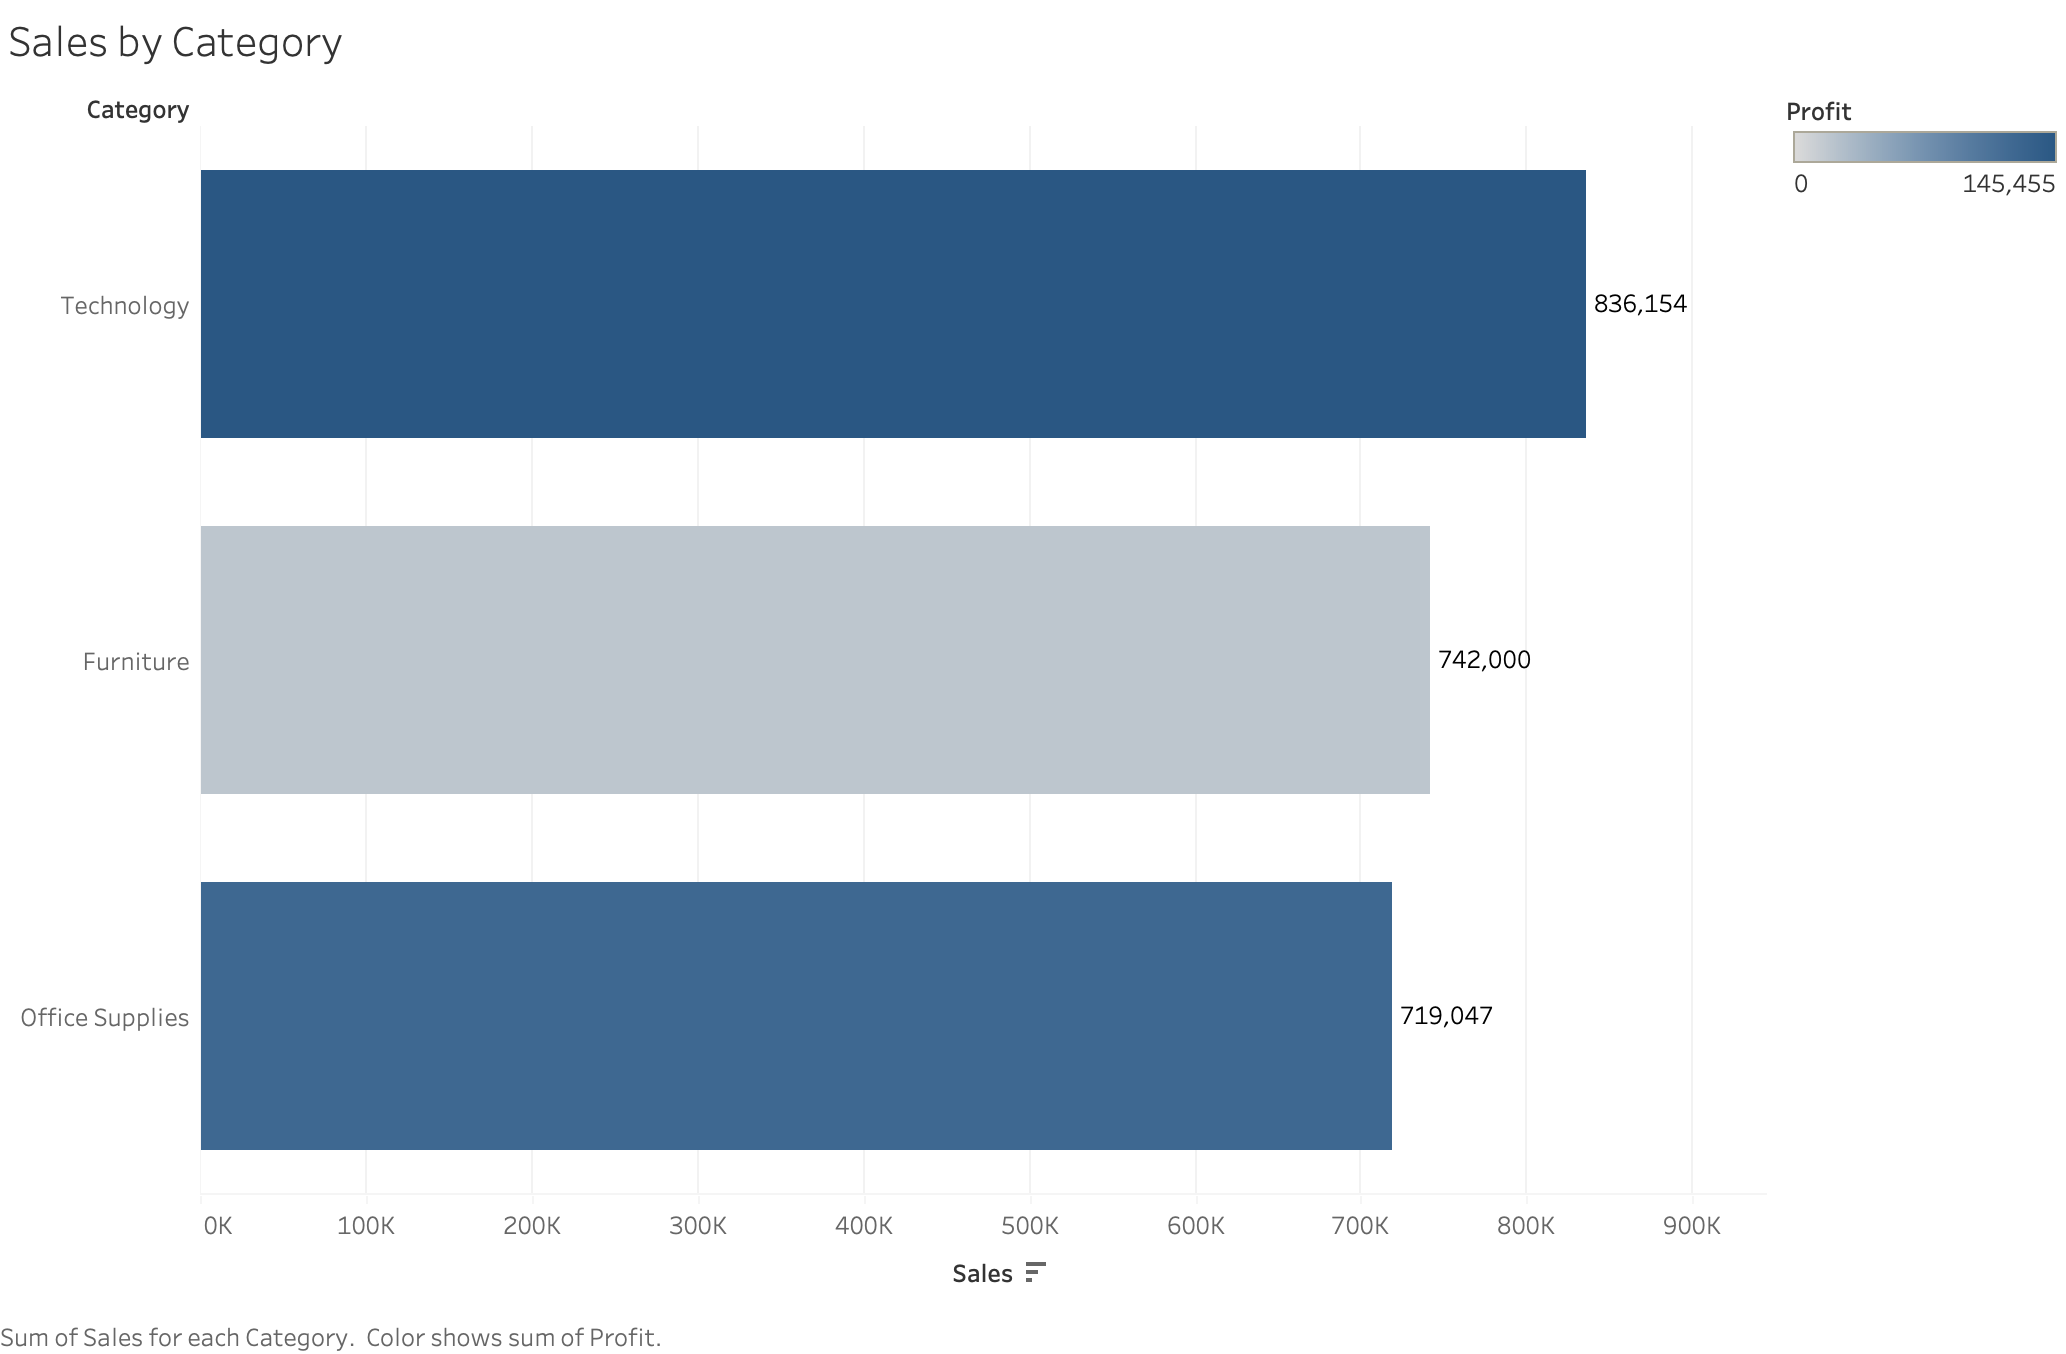 Sales by Category
Category
Profit
0 145,455
Technology 836,154
Furniture 742,000
Office Supplies 719,047
0K 100K 200K 300K 400K 500K 600K 700K 800K 900K
Sales
Sum of Sales for each Category.  Color shows sum of Profit.